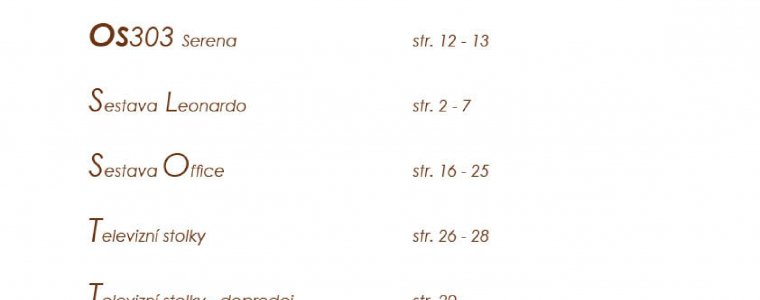 OS303 Serena str. 12 - 13
Sestava Leonardo str. 2 - 7
Sestava Office str. 16 - 25
Televizní stolky str. 26 - 28
Televizní stolky - doprodej str.